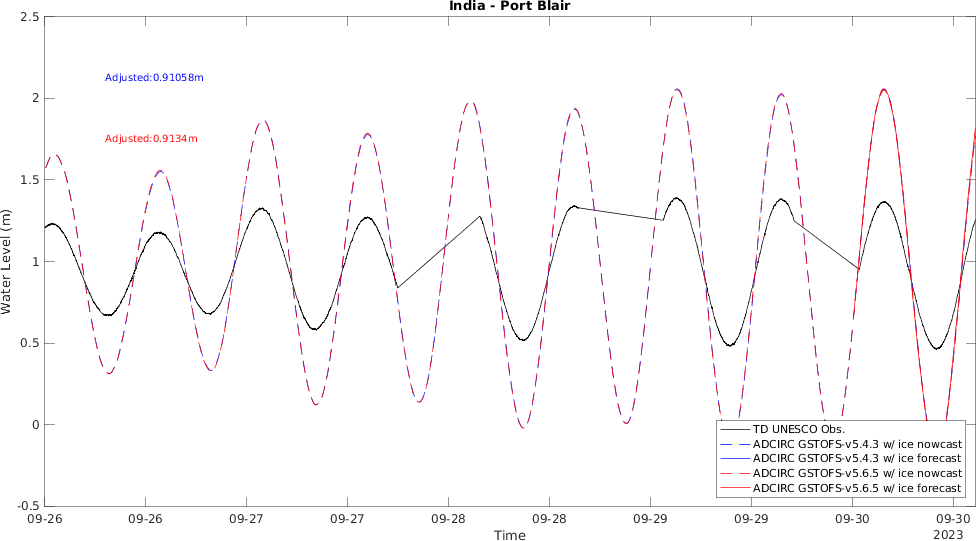 India - Port Blair
2.5
2
1.5
1
0.5
0
-0.5
Water Level (m)
Adjusted:0.91058m
Adjusted:0.9134m
TD UNESCO Obs.
ADCIRC GSTOFS-v5.4.3 w/ ice nowcast
ADCIRC GSTOFS-v5.4.3 w/ ice forecast
ADCIRC GSTOFS-v5.6.5 w/ ice nowcast
ADCIRC GSTOFS-v5.6.5 w/ ice forecast
09-26 09-26 09-27 09-27 09-28 09-28 09-29 09-29 09-30 09-30
2023
Time